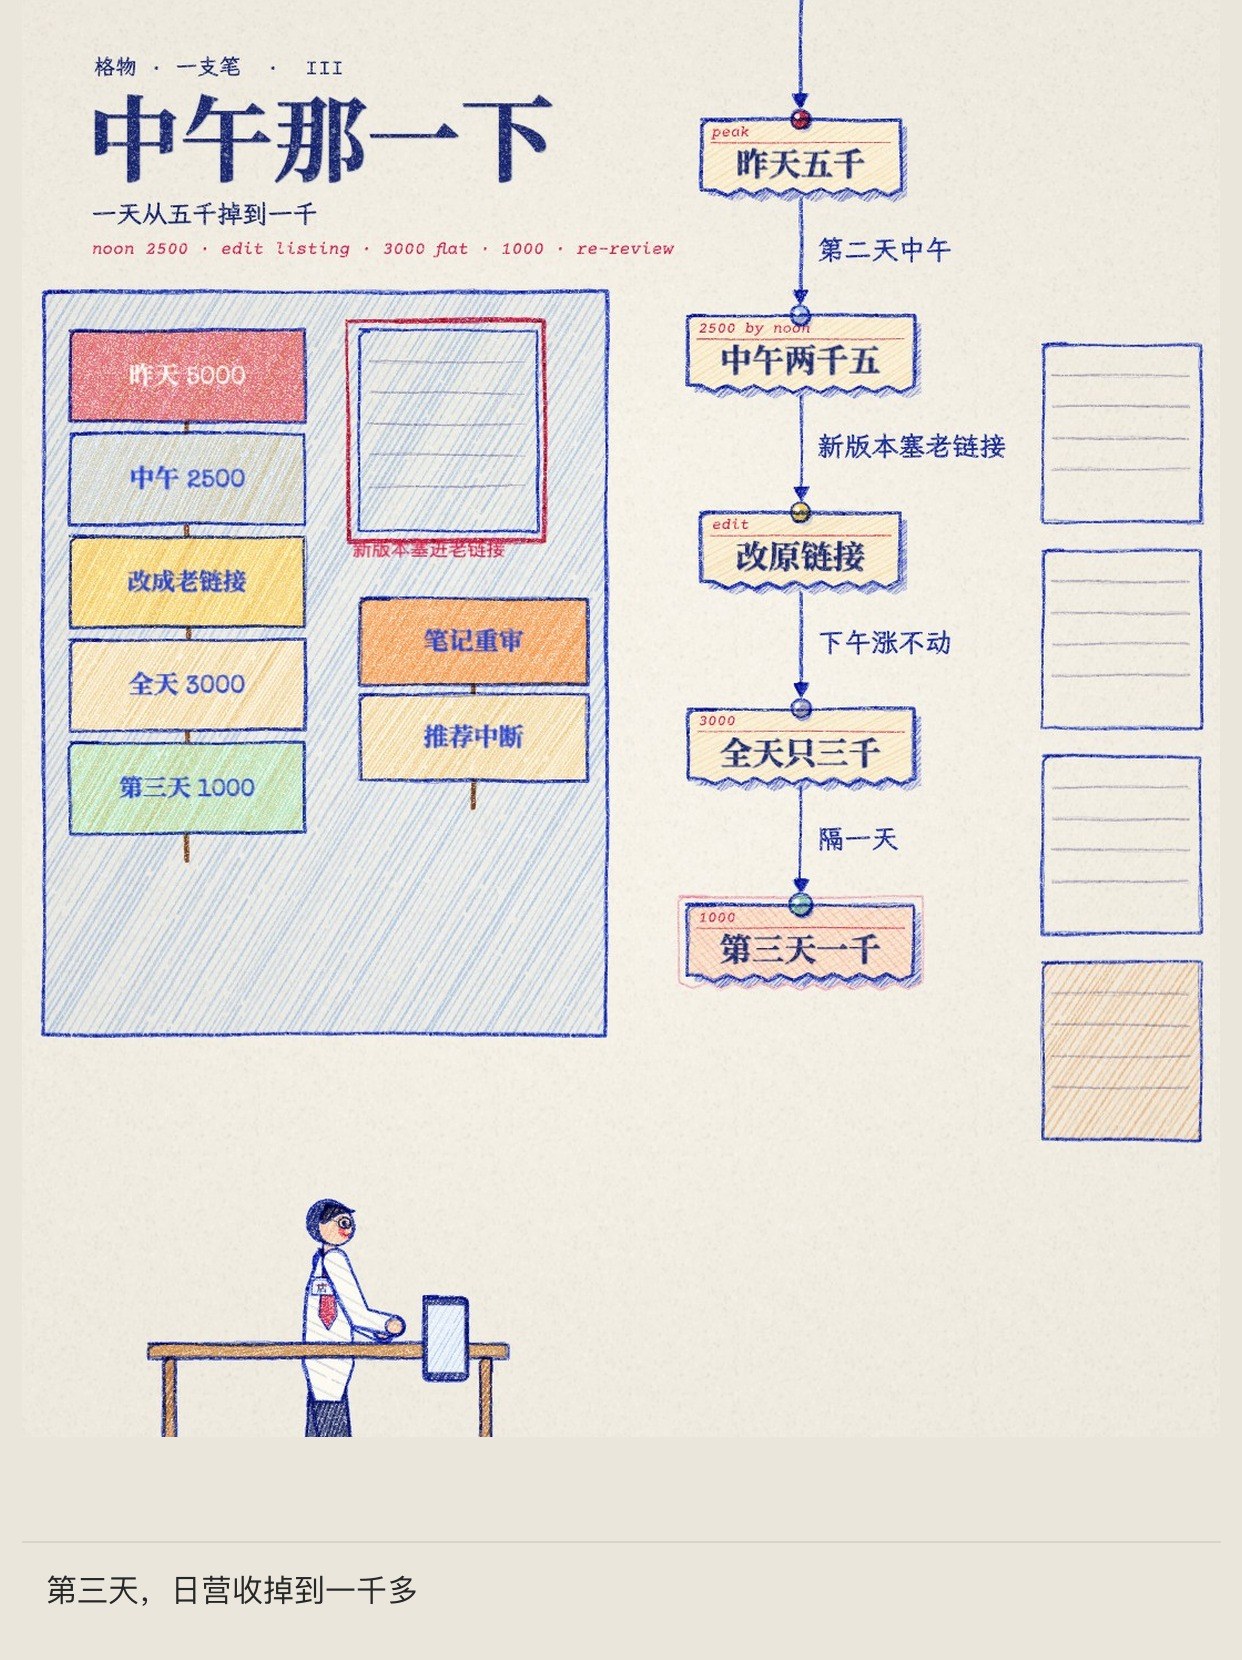 格物 · 一支笔 · III
中午那一下
一天从五千掉到一千
noon 2500 · edit listing · 3000 flat · 1000 · re-review
昨天 5000
中午 2500
改成老链接
全天 3000
第三天 1000
新版本塞进老链接
笔记重审
推荐中断
peak
昨天五千
第二天中午
2500 by noon
中午两千五
新版本塞老链接
edit
改原链接
下午涨不动
3000
全天只三千
隔一天
1000
第三天一千
店
第三天，日营收掉到一千多